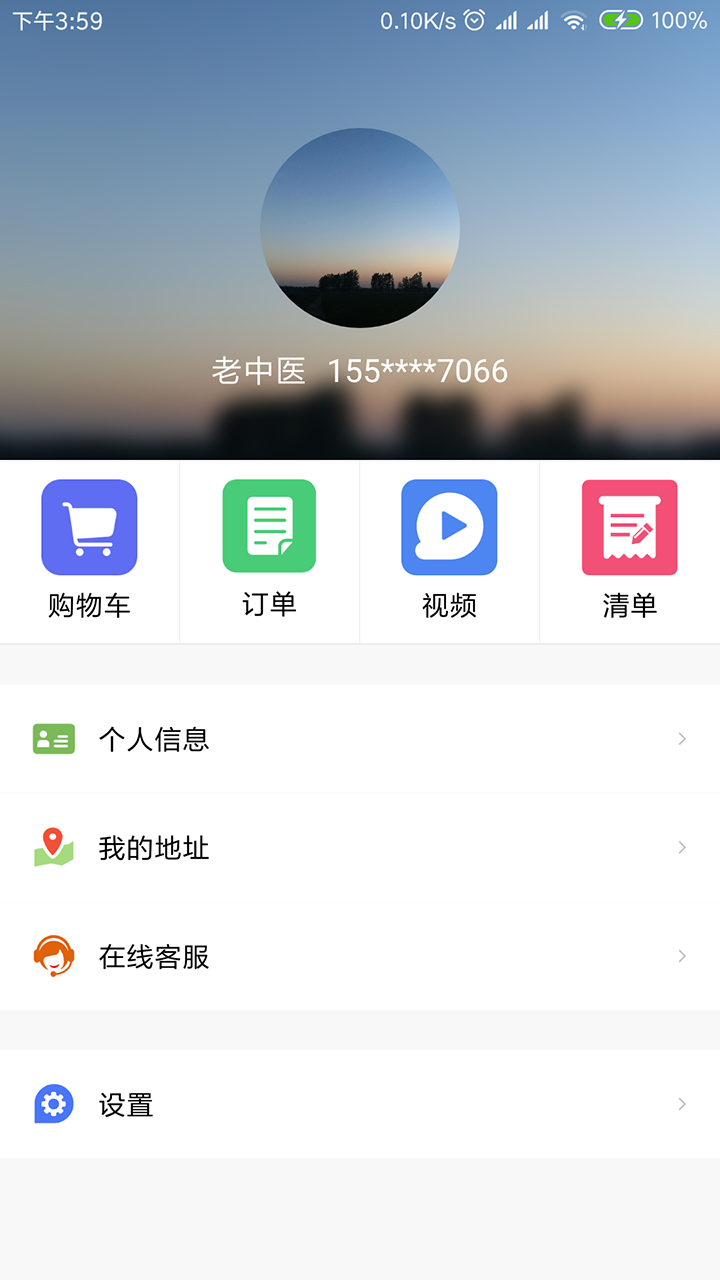 下午3:59 0.10K/s 100%
老中医 155****7066
购物车 订单 视频 清单
个人信息
我的地址
在线客服
设置